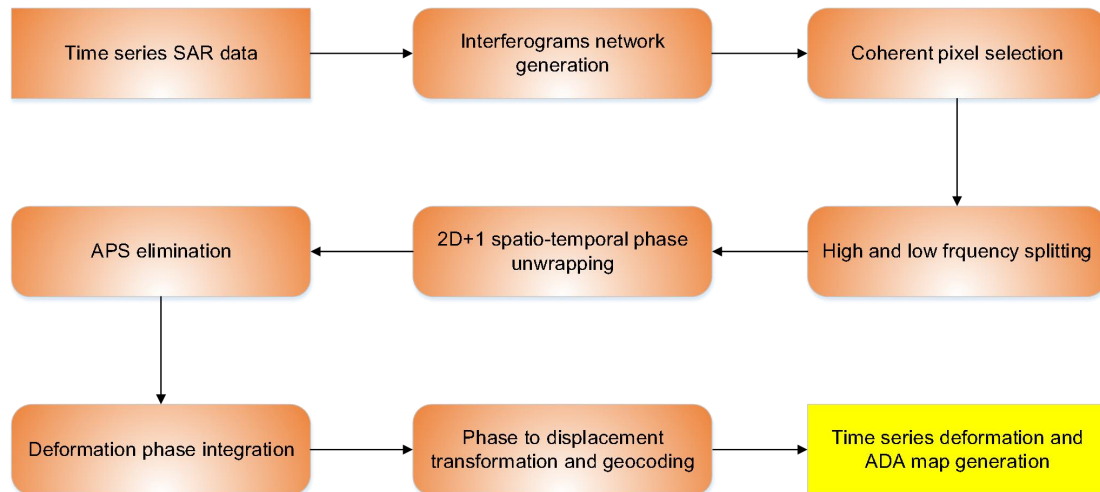 Time series SAR data
Interferograms network
generation
Coherent pixel selection
High and low frquency splitting
2D+1 spatio-temporal phase
unwrapping
APS elimination
Deformation phase integration
Phase to displacement
transformation and geocoding
Time series deformation and
ADA map generation